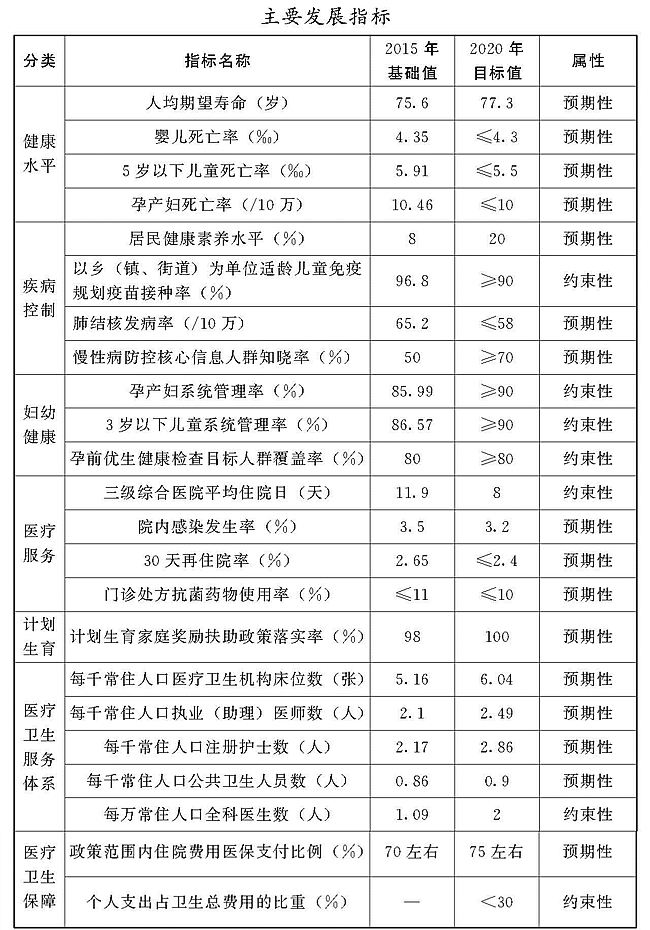 主要发展指标
分类 指标名称 2015年基础值 2020年目标值 属性
健康水平 人均期望寿命（岁） 75.6 77.3 预期性
婴儿死亡率（‰） 4.35 ≤4.3 预期性
5岁以下儿童死亡率（‰） 5.91 ≤5.5 预期性
孕产妇死亡率（/10万） 10.46 ≤10 预期性
疾病控制 居民健康素养水平（%） 8 20 预期性
以乡（镇、街道）为单位适龄儿童免疫规划疫苗接种率（%） 96.8 ≥90 约束性
肺结核发病率（/10万） 65.2 ≤58 预期性
慢性病防控核心信息人群知晓率（%） 50 ≥70 预期性
妇幼健康 孕产妇系统管理率（%） 85.99 ≥90 约束性
3岁以下儿童系统管理率（%） 86.57 ≥90 约束性
孕前优生健康检查目标人群覆盖率（%） 80 ≥80 约束性
医疗服务 三级综合医院平均住院日（天） 11.9 8 约束性
院内感染发生率（%） 3.5 3.2 预期性
30天再住院率（%） 2.65 ≤2.4 预期性
门诊处方抗菌药物使用率（%） ≤11 ≤10 预期性
计划生育 计划生育家庭奖励扶助政策落实率（%） 98 100 预期性
医疗卫生服务体系 每千常住人口医疗卫生机构床位数（张） 5.16 6.04 预期性
每千常住人口执业（助理）医师数（人） 2.1 2.49 预期性
每千常住人口注册护士数（人） 2.17 2.86 预期性
每千常住人口公共卫生人员数（人） 0.86 0.9 预期性
每万常住人口全科医生数（人） 1.09 2 约束性
医疗卫生保障 政策范围内住院费用医保支付比例（%） 70左右 75左右 预期性
个人支出占卫生总费用的比重（%） — <30 约束性